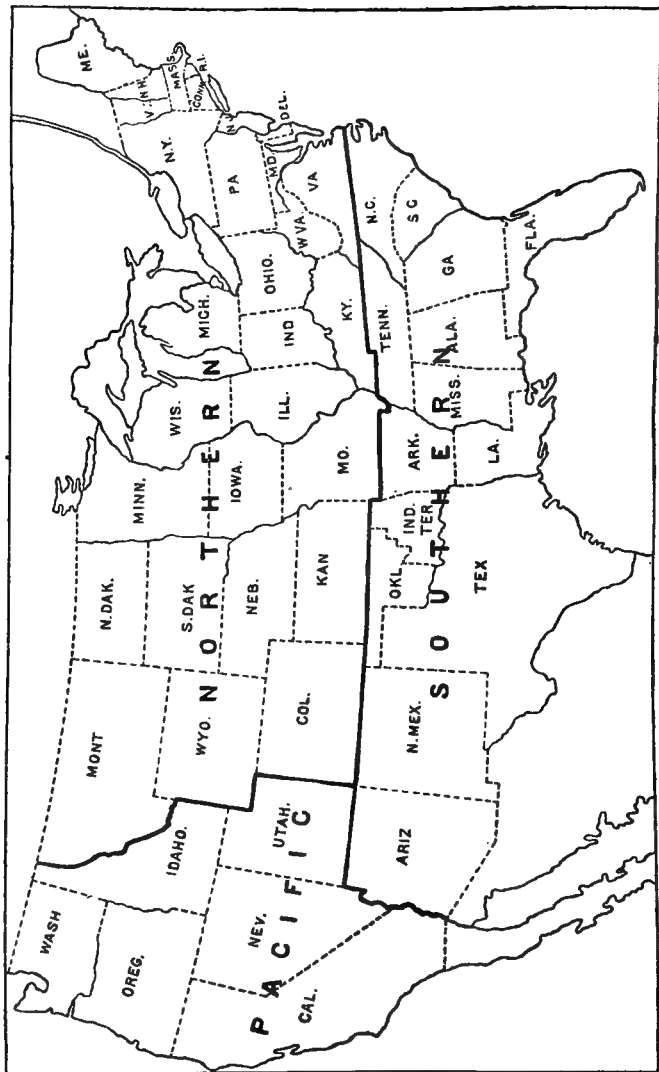 WASH
OREG.
CAL.
NEV.
IDAHO.
UTAH.
ARIZ
MONT
WYO.
COL.
N. MEX.
N. DAK.
S. DAK
NEB.
KAN
OKL
IND.
TER.
TEX
MINN.
IOWA.
MO.
ARK.
LA.
WIS.
ILL.
MICH.
IND
OHIO.
KY.
TENN.
MISS.
ALA.
GA
FLA.
S C
N.C.
VA
W VA.
MD.
DEL.
PA
N.J.
N.Y.
V.
N.H.
MASS.
CONN.
R.I.
ME.
PACIFIC
NORTHERN
SOUTHERN